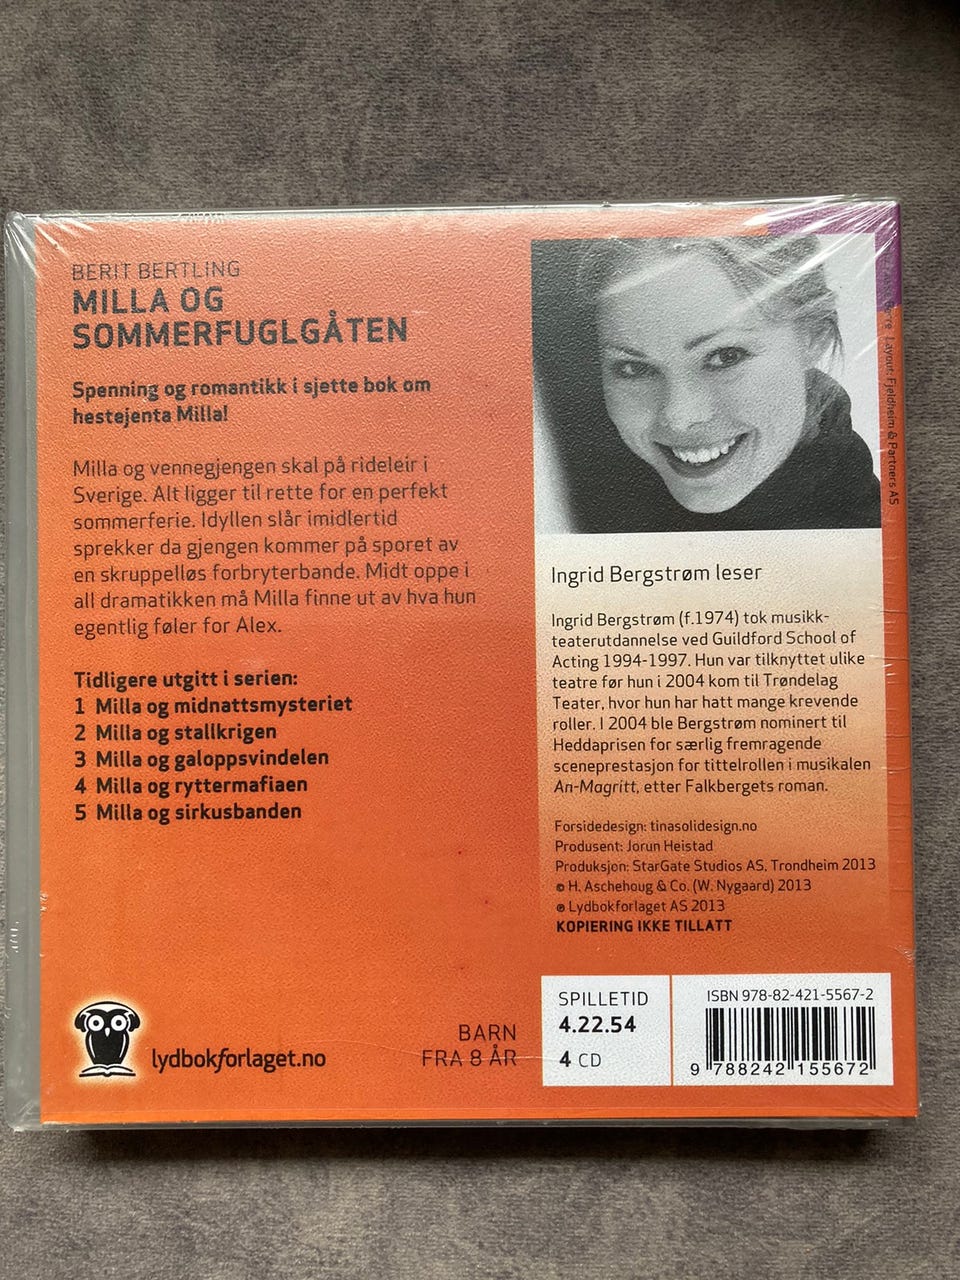 BERIT BERTLING
MILLA OG
SOMMERFUGLGÅTEN
Spenning og romantikk i sjette bok om
hestejenta Milla!
Milla og vennegjengen skal på rideleir i
Sverige. Alt ligger til rette for en perfekt
sommerferie. Idyllen slår imidlertid
sprekker da gjengen kommer på sporet av
en skruppelløs forbryterbande. Midt oppe i
all dramatikken må Milla finne ut av hva hun
egentlig føler for Alex.
Tidligere utgitt i serien:
1 Milla og midnattsmysteriet
2 Milla og stallkrigen
3 Milla og galoppsvindelen
4 Milla og ryttermafiaen
5 Milla og sirkusbanden
lydbokforlaget.no
BARN
FRA 8 ÅR
Ingrid Bergstrøm leser
Ingrid Bergstrøm (f.1974) tok musikk-
teaterutdannelse ved Guildford School of
Acting 1994-1997. Hun var tilknyttet ulike
teatre før hun i 2004 kom til Trøndelag
Teater, hvor hun har hatt mange krevende
roller. I 2004 ble Bergstrøm nominert til
Heddaprisen for særlig fremragende
sceneprestasjon for tittelrollen i musikalen
An-Magritt, etter Falkbergets roman.
Forsidedesign: tinasolidesign.no
Produsent: Jorun Heistad
Produksjon: StarGate Studios AS, Trondheim 2013
© H. Aschehoug & Co. (W. Nygaard) 2013
℗ Lydbokforlaget AS 2013
KOPIERING IKKE TILLATT
SPILLETID
4.22.54
4 CD
ISBN 978-82-421-5567-2
9 788242 155672
Layout: Fjeldheim & Partners AS